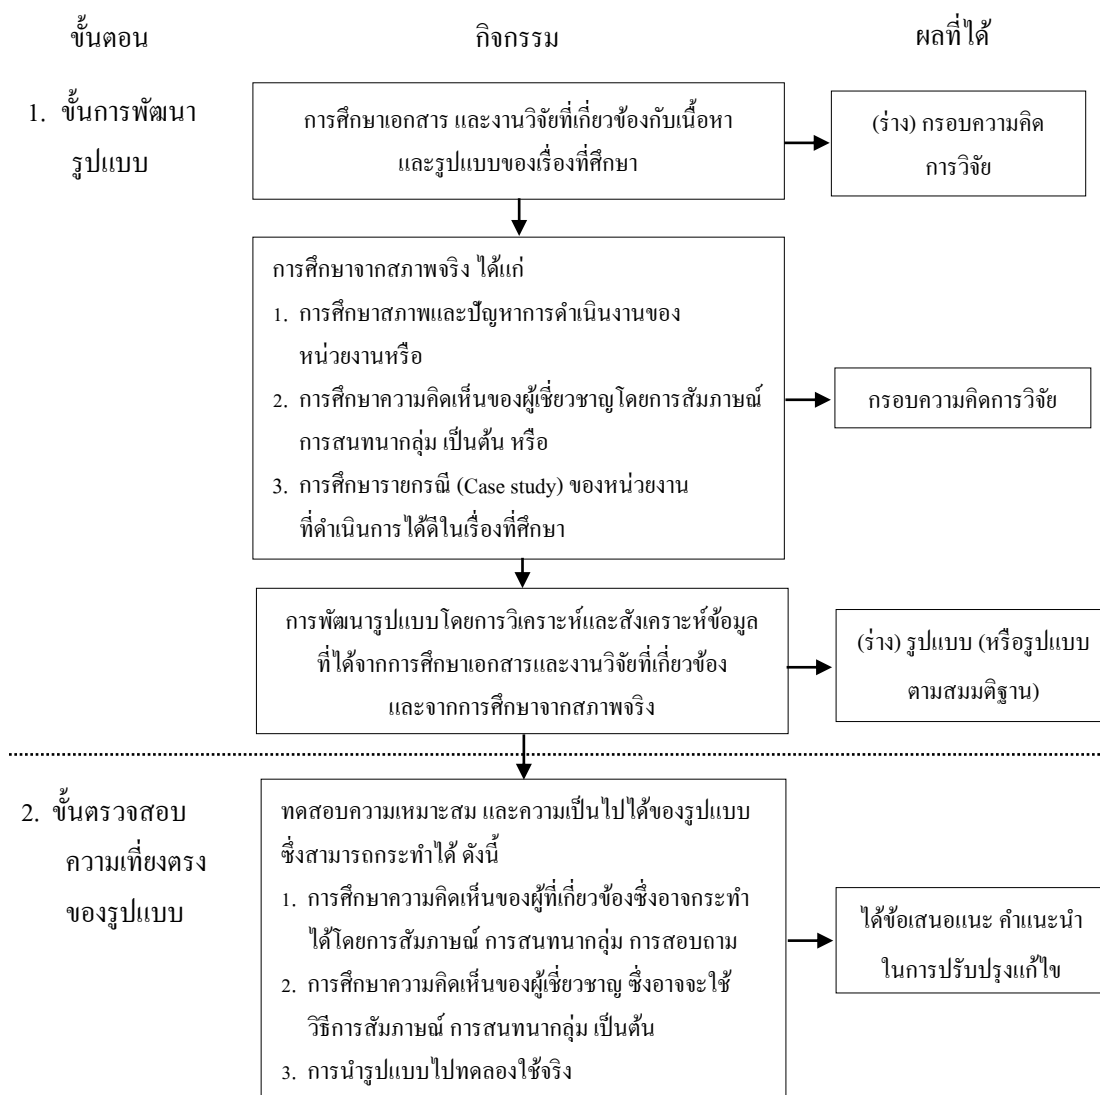 ขั้นตอน
กิจกรรม
ผลที่ได้
1. ขั้นการพัฒนา
รูปแบบ
การศึกษาเอกสาร และงานวิจัยที่เกี่ยวข้องกับเนื้อหา
และรูปแบบของเรื่องที่ศึกษา
(ร่าง) กรอบความคิด
การวิจัย
การศึกษาจากสภาพจริง ได้แก่
1. การศึกษาสภาพและปัญหาการดำเนินงานของ
หน่วยงานหรือ
2. การศึกษาความคิดเห็นของผู้เชี่ยวชาญโดยการสัมภาษณ์
การสนทนากลุ่ม เป็นต้น หรือ
3. การศึกษารายกรณี (Case study) ของหน่วยงาน
ที่ดำเนินการได้ดีในเรื่องที่ศึกษา
กรอบความคิดการวิจัย
การพัฒนารูปแบบโดยการวิเคราะห์และสังเคราะห์ข้อมูล
ที่ได้จากการศึกษาเอกสารและงานวิจัยที่เกี่ยวข้อง
และจากการศึกษาจากสภาพจริง
(ร่าง) รูปแบบ (หรือรูปแบบ
ตามสมมติฐาน)
2. ขั้นตรวจสอบ
ความเที่ยงตรง
ของรูปแบบ
ทดสอบความเหมาะสม และความเป็นไปได้ของรูปแบบ
ซึ่งสามารถกระทำได้ ดังนี้
1. การศึกษาความคิดเห็นของผู้ที่เกี่ยวข้องซึ่งอาจกระทำ
ได้โดยการสัมภาษณ์ การสนทนากลุ่ม การสอบถาม
2. การศึกษาความคิดเห็นของผู้เชี่ยวชาญ ซึ่งอาจจะใช้
วิธีการสัมภาษณ์ การสนทนากลุ่ม เป็นต้น
3. การนำรูปแบบไปทดลองใช้จริง
ได้ข้อเสนอแนะ คำแนะนำ
ในการปรับปรุงแก้ไข